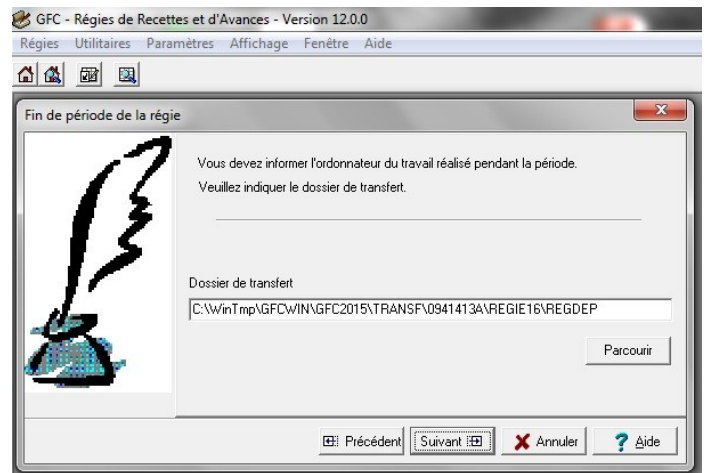 GFC - Régies de Recettes et d'Avances - Version 12.0.0
Régies Utilitaires Paramètres Affichage Fenêtre Aide
Fin de période de la régie
Vous devez informer l'ordonnateur du travail réalisé pendant la période.
Veuillez indiquer le dossier de transfert.
Dossier de transfert
C:\WinTmp\GFCWIN\GFC2015\TRANSF\0941413A\REGIE16\REGDEP
Parcourir
Précédent Suivant Annuler Aide